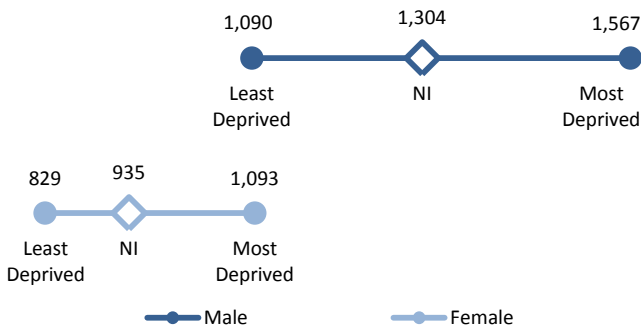 1,090 1,304 1,567
Least Deprived NI Most Deprived
829 935 1,093
Least Deprived NI Most Deprived
Male Female